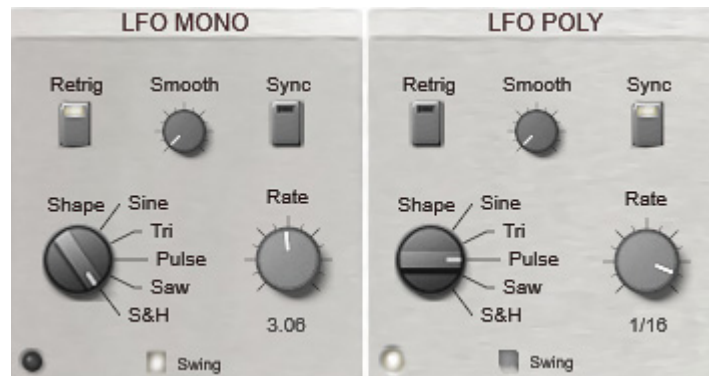 LFO MONO
Retrig Smooth Sync
Shape Sine Rate
Tri
Pulse
Saw
S&H
3.06
Swing
LFO POLY
Retrig Smooth Sync
Shape Sine Rate
Tri
Pulse
Saw
S&H
1/16
Swing